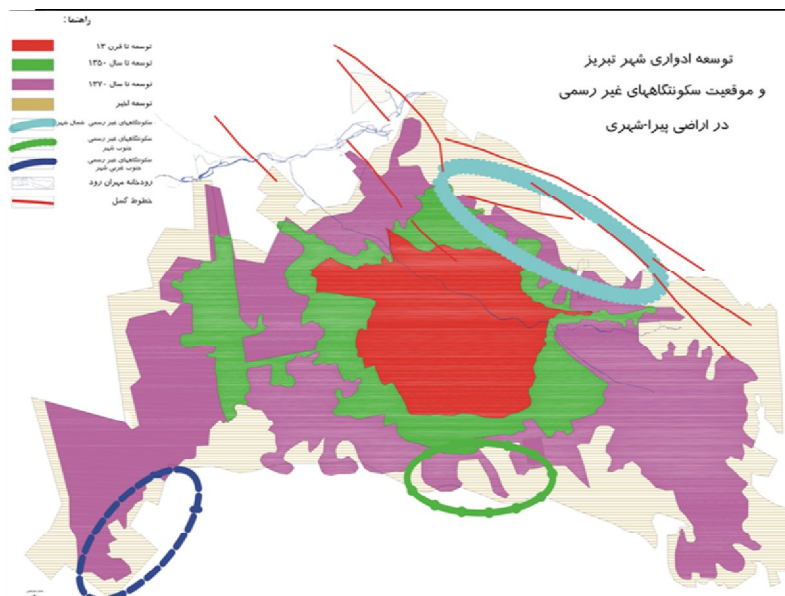 راهنما :
توسعه تا قرن ۱۳
توسعه تا سال ۱۳۵۰
توسعه تا سال ۱۳۷۰
توسعه اخیر
سکونتگاههای غیر رسمی شمال شهر
سکونتگاههای غیر رسمی
جنوب شهر
سکونتگاههای غیر رسمی
جنوب غربی شهر
رودخانه مهران رود
خطوط گسل
توسعه ادواری شهر تبریز
و موقعیت سکونتگاههای غیر رسمی
در اراضی پیرا-شهری